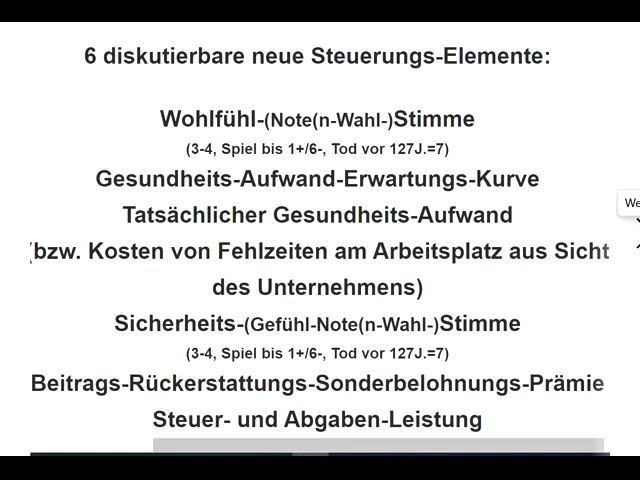 6 diskutierbare neue Steuerungs-Elemente:
Wohlfühl-(Note(n-Wahl-)Stimme
(3-4, Spiel bis 1+/6-, Tod vor 127J.=7)
Gesundheits-Aufwand-Erwartungs-Kurve
Tatsächlicher Gesundheits-Aufwand
(bzw. Kosten von Fehlzeiten am Arbeitsplatz aus Sicht
des Unternehmens)
Sicherheits-(Gefühl-Note(n-Wahl-)Stimme
(3-4, Spiel bis 1+/6-, Tod vor 127J.=7)
Beitrags-Rückerstattungs-Sonderbelohnungs-Prämie
Steuer- und Abgaben-Leistung
We